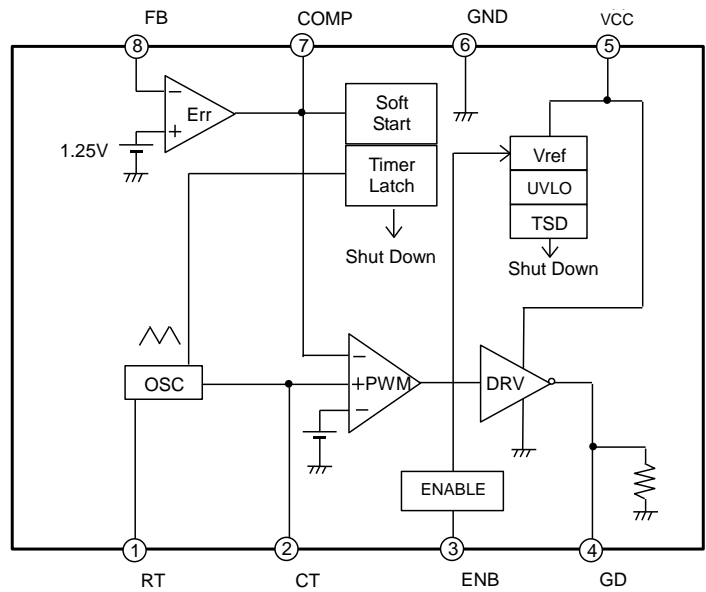 FB COMP GND VCC
8 7 6 5
− Err
+
1.25V
Soft
Start
Timer
Latch
Shut Down
Vref
UVLO
TSD
Shut Down
OSC
−
+PWM
−
DRV
ENABLE
1 2 3 4
RT CT ENB GD